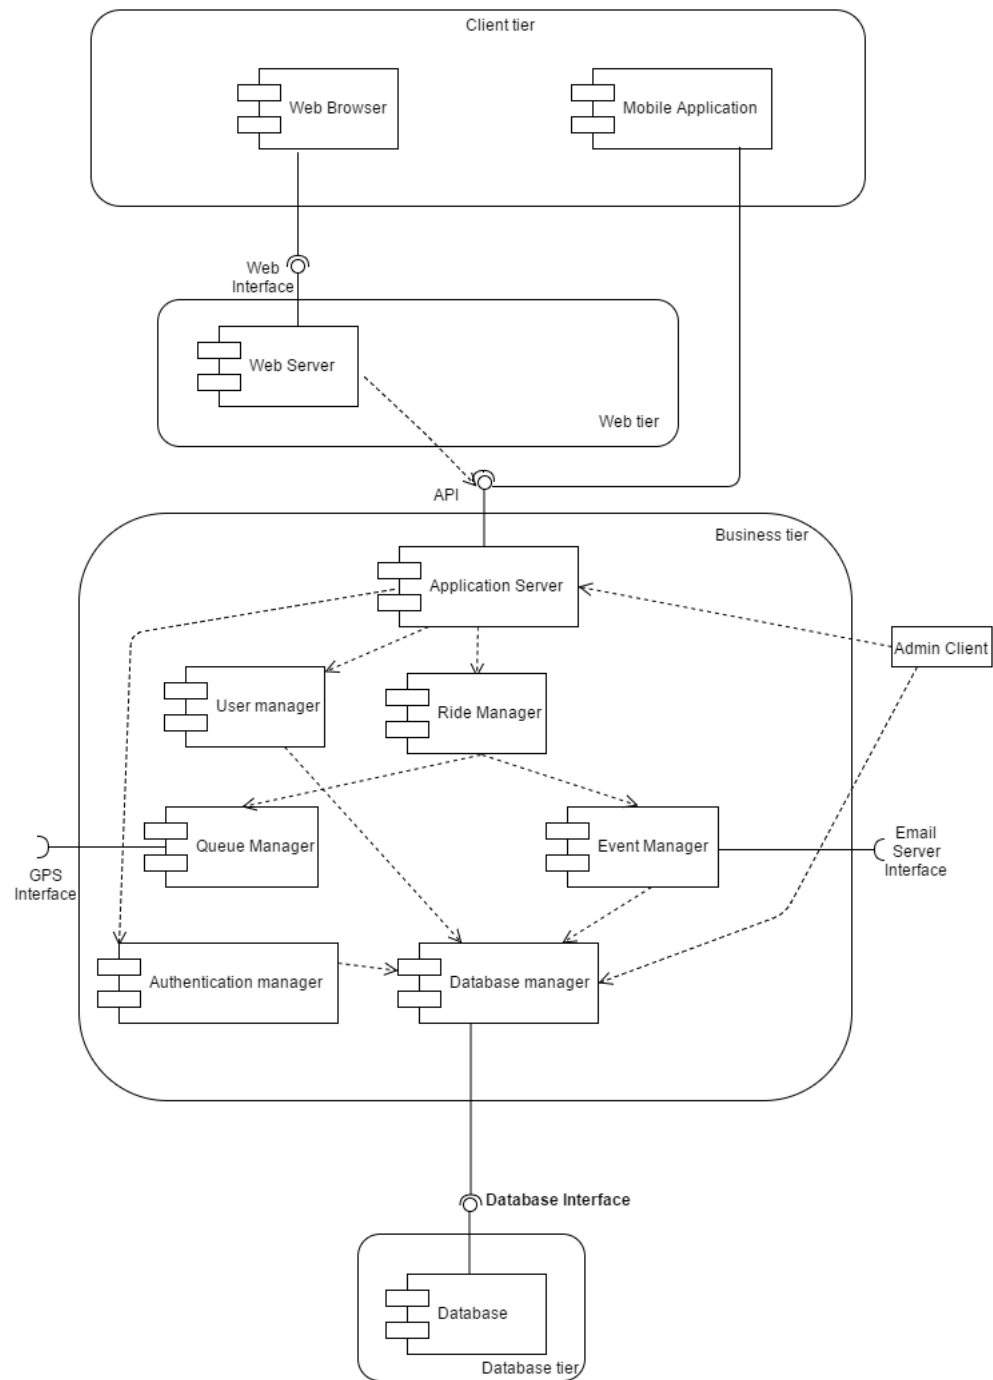 Client tier
Web Browser
Mobile Application
Web
Interface
Web Server
Web tier
API
Business tier
Application Server
Admin Client
User manager
Ride Manager
Queue Manager
Event Manager
Email
Server
Interface
GPS
Interface
Authentication manager
Database manager
Database Interface
Database
Database tier